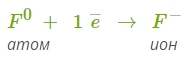 F⁰ + 1 e̅ → F⁻
атом ион